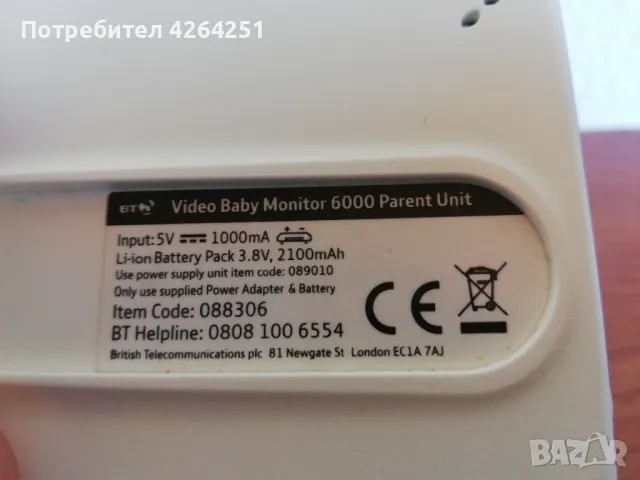 Потребител 4264251
BT Video Baby Monitor 6000 Parent Unit
Input: 5V 1000mA
Li-ion Battery Pack 3.8V, 2100mAh
Use power supply unit item code: 089010
Only use supplied Power Adapter & Battery
Item Code: 088306
BT Helpline: 0808 100 6554
British Telecommunications plc 81 Newgate St London EC1A 7AJ
CE
BAZAR